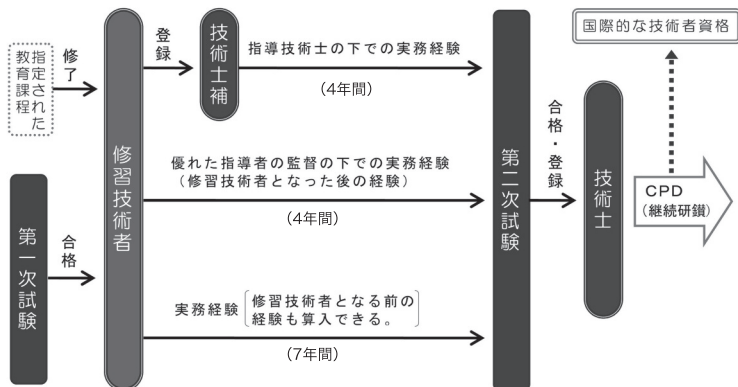 指定された
教育課程
修了
登録
技術士補
指導技術士の下での実務経験
(4年間)
国際的な技術者資格
第一次試験
合格
修習技術者
優れた指導者の監督の下での実務経験
(修習技術者となった後の経験)
(4年間)
実務経験
修習技術者となる前の
経験も算入できる。
(7年間)
第二次試験
合格・登録
技術士
CPD
(継続研鑚)